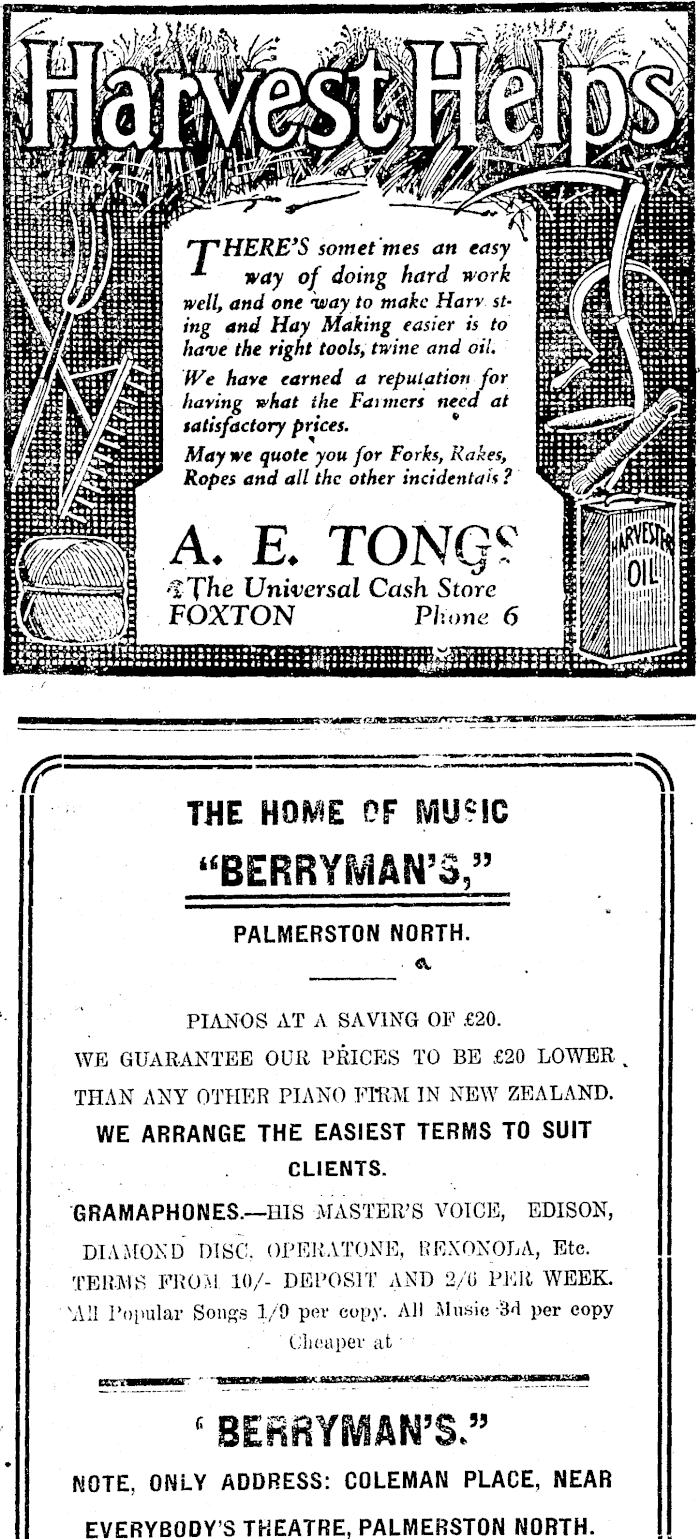 Harvest Helps
THERE'S somet mes an easy
way of doing hard work
well, and one way to make Harv st-
ing and Hay Making easier is to
have the right tools, twine and oil.
We have earned a reputation for
having what the Farmers need at
satisfactory prices.
May we quote you for Forks, Rakes,
Ropes and all the other incidentals?
A. E. TONGS
The Universal Cash Store
FOXTON Phone 6
HARVESTER
OIL
THE HOME OF MUSIC
"BERRYMAN'S,"
PALMERSTON NORTH.
PIANOS AT A SAVING OF £20.
WE GUARANTEE OUR PRICES TO BE £20 LOWER
THAN ANY OTHER PIANO FIRM IN NEW ZEALAND.
WE ARRANGE THE EASIEST TERMS TO SUIT
CLIENTS.
GRAMAPHONES.—HIS MASTER'S VOICE, EDISON,
DIAMOND DISC, OPERATONE, REXONOLA, Etc.
TERMS FROM 10/- DEPOSIT AND 2/6 PER WEEK.
All Popular Songs 1/9 per copy. All Music 3d per copy
Cheaper at
"BERRYMAN'S."
NOTE, ONLY ADDRESS: COLEMAN PLACE, NEAR
EVERYBODY'S THEATRE, PALMERSTON NORTH.